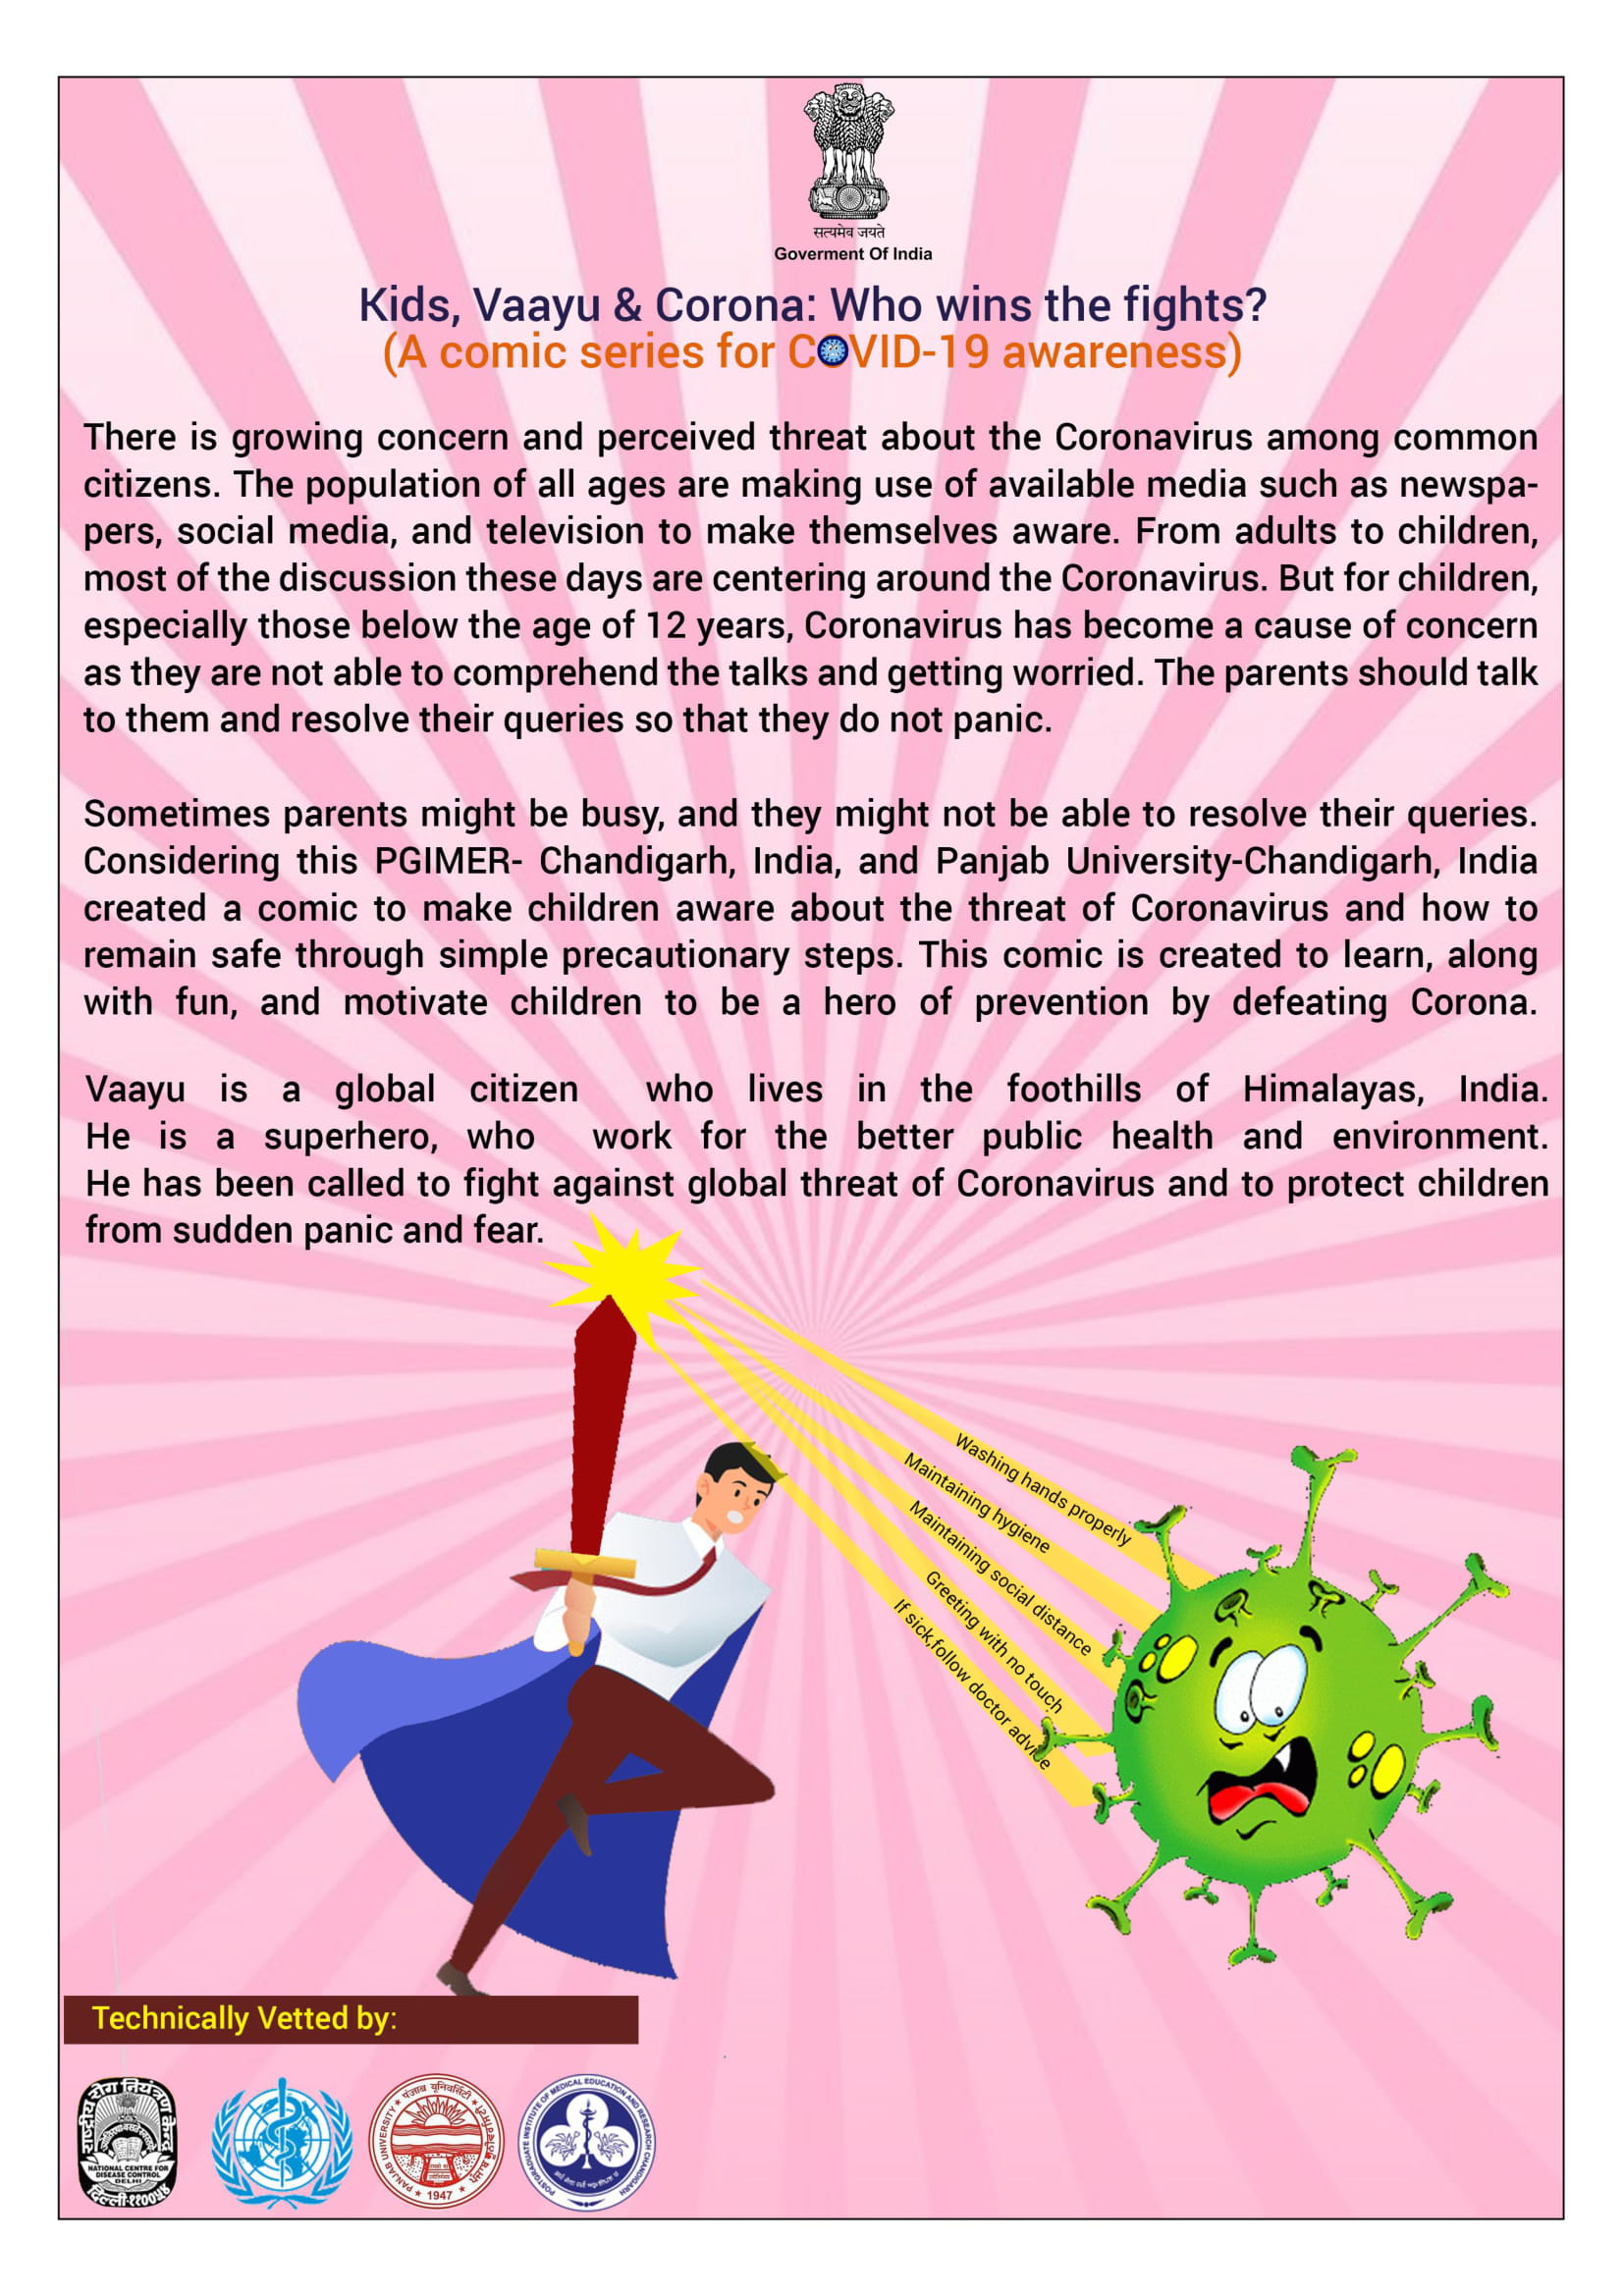 सत्यमेव जयते
Goverment Of India
Kids, Vaayu & Corona: Who wins the fights?
(A comic series for COVID-19 awareness)
There is growing concern and perceived threat about the Coronavirus among common
citizens. The population of all ages are making use of available media such as newspa-
pers, social media, and television to make themselves aware. From adults to children,
most of the discussion these days are centering around the Coronavirus. But for children,
especially those below the age of 12 years, Coronavirus has become a cause of concern
as they are not able to comprehend the talks and getting worried. The parents should talk
to them and resolve their queries so that they do not panic.
Sometimes parents might be busy, and they might not be able to resolve their queries.
Considering this PGIMER- Chandigarh, India, and Panjab University-Chandigarh, India
created a comic to make children aware about the threat of Coronavirus and how to
remain safe through simple precautionary steps. This comic is created to learn, along
with fun, and motivate children to be a hero of prevention by defeating Corona.
Vaayu is a global citizen who lives in the foothills of Himalayas, India.
He is a superhero, who work for the better public health and environment.
He has been called to fight against global threat of Coronavirus and to protect children
from sudden panic and fear.
Washing hands properly
Maintaining hygiene
Maintaining social distance
Greeting with no touch
If sick,follow doctor advice
Technically Vetted by:
राष्ट्रीय रोग नियंत्रण केन्द्र
NATIONAL CENTRE FOR
DISEASE CONTROL
DELHI
दिल्ली-११००५४
पंजाब यूनिवर्सिटी
PANJAB UNIVERSITY
ਪੰਜਾਬ ਯੂਨੀਵਰਸਿਟੀ
1947
POSTGRADUATE INSTITUTE OF MEDICAL EDUCATION AND RESEARCH CHANDIGARH